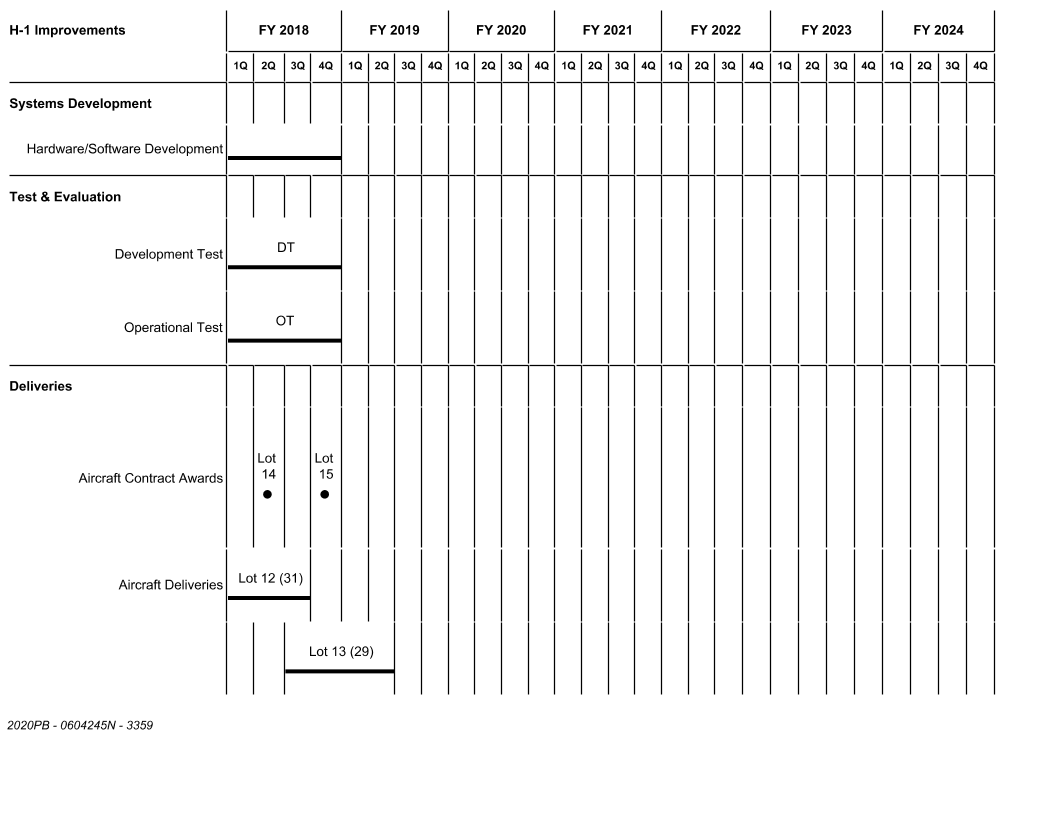 H-1 Improvements FY 2018 FY 2019 FY 2020 FY 2021 FY 2022 FY 2023 FY 2024
1Q 2Q 3Q 4Q 1Q 2Q 3Q 4Q 1Q 2Q 3Q 4Q 1Q 2Q 3Q 4Q 1Q 2Q 3Q 4Q 1Q 2Q 3Q 4Q 1Q 2Q 3Q 4Q
Systems Development
Hardware/Software Development
Test & Evaluation
DT
Development Test
OT
Operational Test
Deliveries
Lot Lot
14 15
Aircraft Contract Awards
Lot 12 (31)
Aircraft Deliveries
Lot 13 (29)
2020PB - 0604245N - 3359